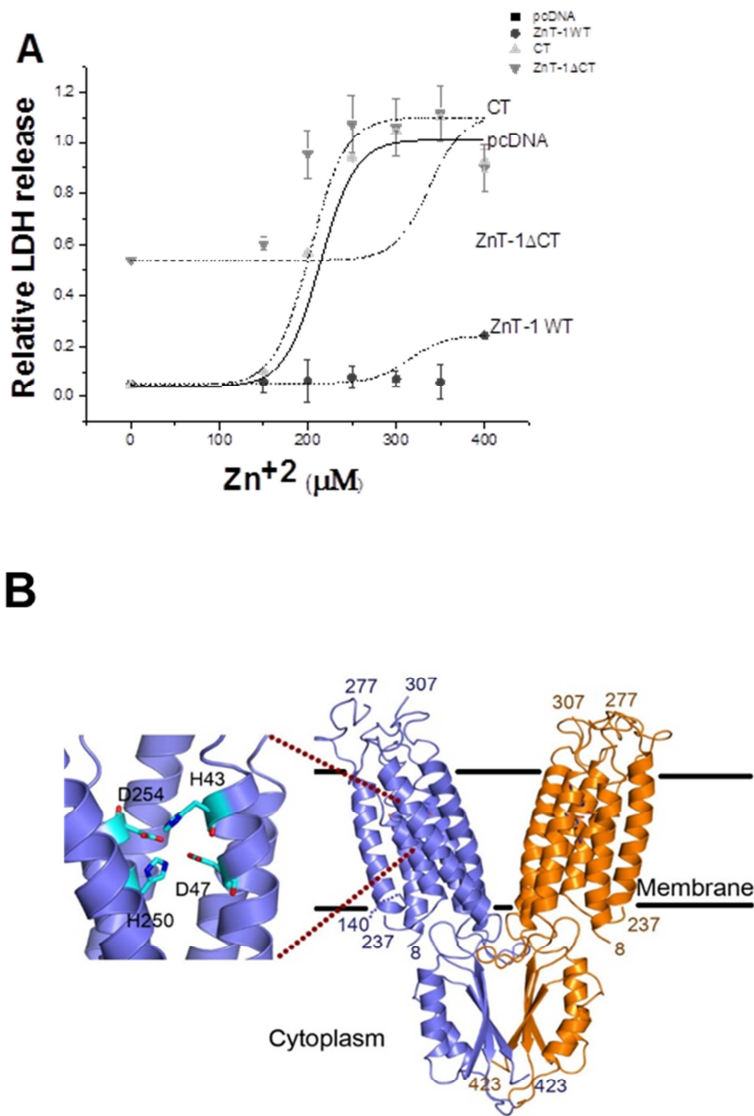 pcDNA
ZnT-1WT
CT
ZnT-1ΔCT
A
1.2
1.0
0.8
0.6
0.4
0.2
0.0
Relative LDH release
CT
pcDNA
ZnT-1ΔCT
ZnT-1 WT
0 100 200 300 400
Zn+2 (μM)
B
277 307
307 277
D254 H43
D47
H250
Membrane
140
237 8
8 237
Cytoplasm
423 423